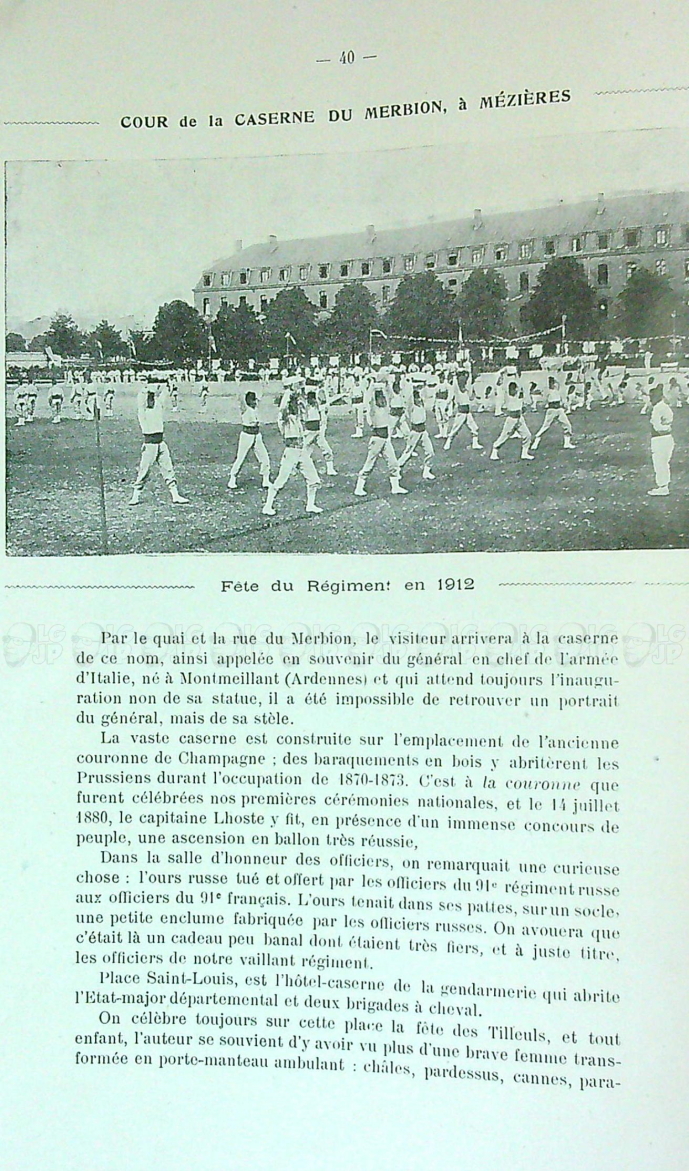 — 40 —
COUR de la CASERNE DU MERBION, à MÉZIÈRES
Fête du Régiment en 1912
Par le quai et la rue du Merbion, le visiteur arrivera à la caserne
de ce nom, ainsi appelée en souvenir du général en chef de l'armée
d'Italie, né à Montmeillant (Ardennes) et qui attend toujours l'inaugu-
ration non de sa statue, il a été impossible de retrouver un portrait
du général, mais de sa stèle.
La vaste caserne est construite sur l'emplacement de l'ancienne
couronne de Champagne ; des baraquements en bois y abritèrent les
Prussiens durant l'occupation de 1870-1873. C'est à la couronne que
furent célébrées nos premières cérémonies nationales, et le 14 juillet
1880, le capitaine Lhoste y fit, en présence d'un immense concours de
peuple, une ascension en ballon très réussie,
Dans la salle d'honneur des officiers, on remarquait une curieuse
chose : l'ours russe tué et offert par les officiers du 91e régiment russe
aux officiers du 91e français. L'ours tenait dans ses pattes, sur un socle,
une petite enclume fabriquée par les officiers russes. On avouera que
c'était là un cadeau peu banal dont étaient très fiers, et à juste titre,
les officiers de notre vaillant régiment.
Place Saint-Louis, est l'hôtel-caserne de la gendarmerie qui abrite
l'Etat-major départemental et deux brigades à cheval.
On célèbre toujours sur cette place la fête des Tilleuls, et tout
enfant, l'auteur se souvient d'y avoir vu plus d'une brave femme trans-
formée en porte-manteau ambulant : châles, pardessus, cannes, para-